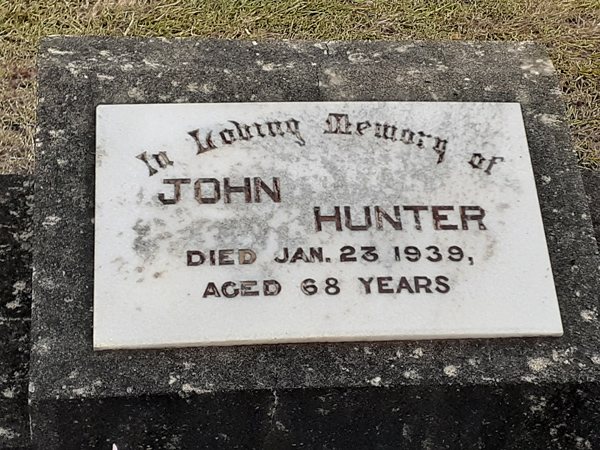 In Loving Memory of
JOHN
HUNTER
DIED JAN. 23 1939,
AGED 68 YEARS